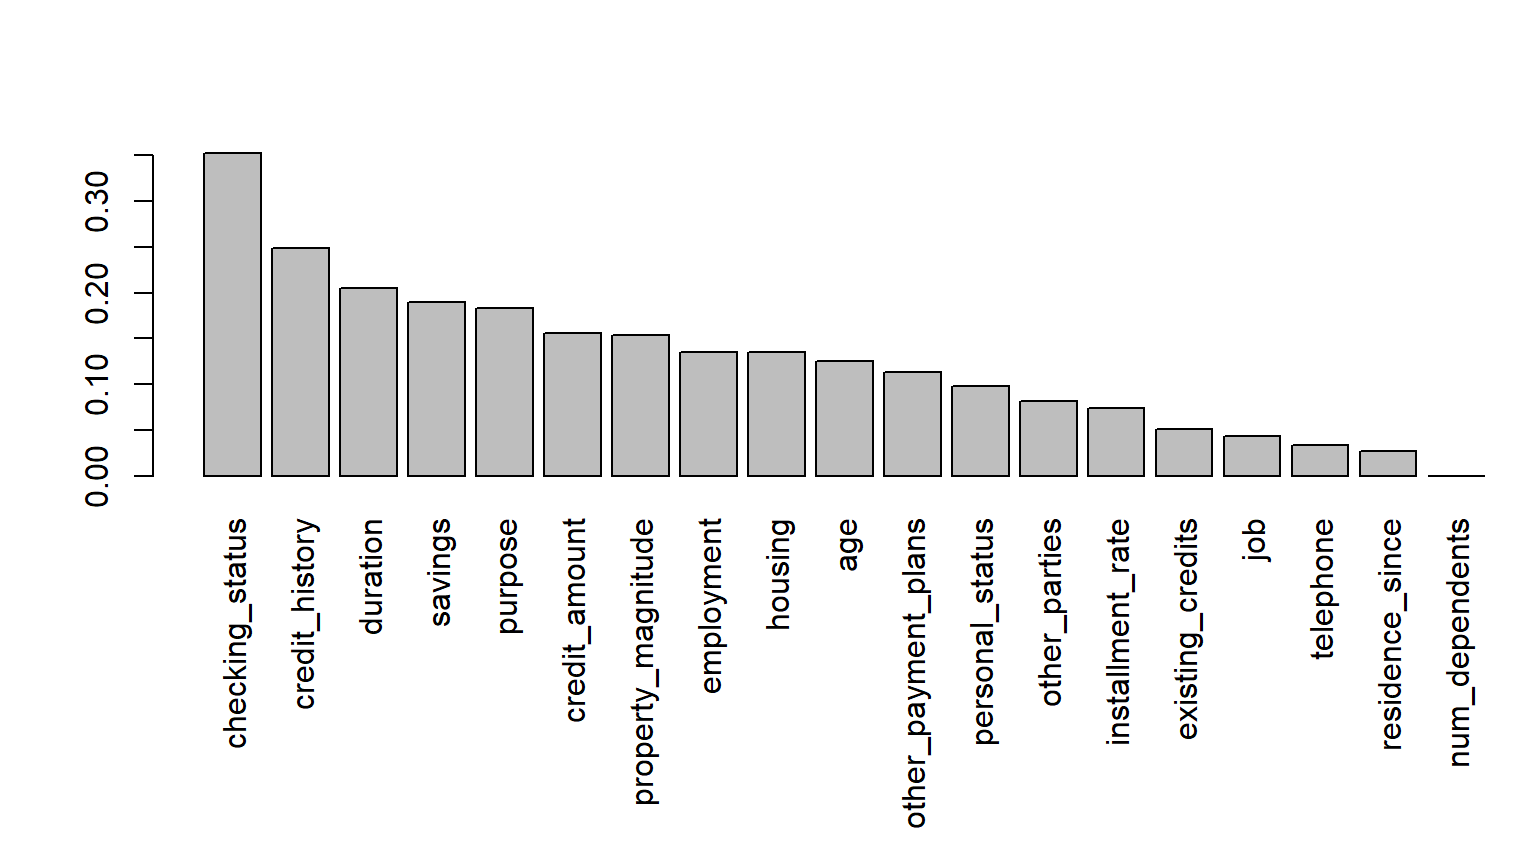 0.30
0.20
0.10
0.00
checking_status
credit_history
duration
savings
purpose
credit_amount
property_magnitude
employment
housing
age
other_payment_plans
personal_status
other_parties
installment_rate
existing_credits
job
telephone
residence_since
num_dependents